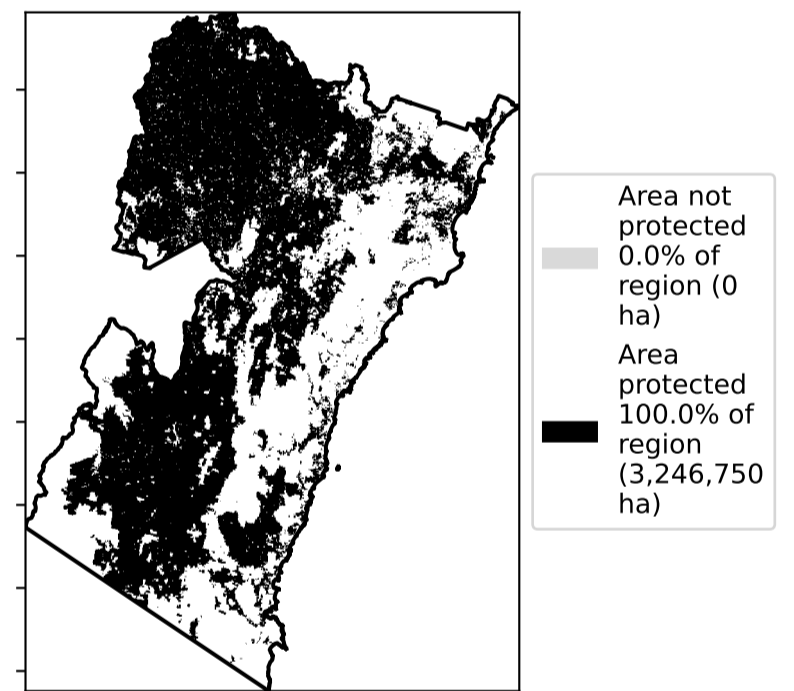 Area not
protected
0.0% of
region (0
ha)
Area
protected
100.0% of
region
(3,246,750
ha)